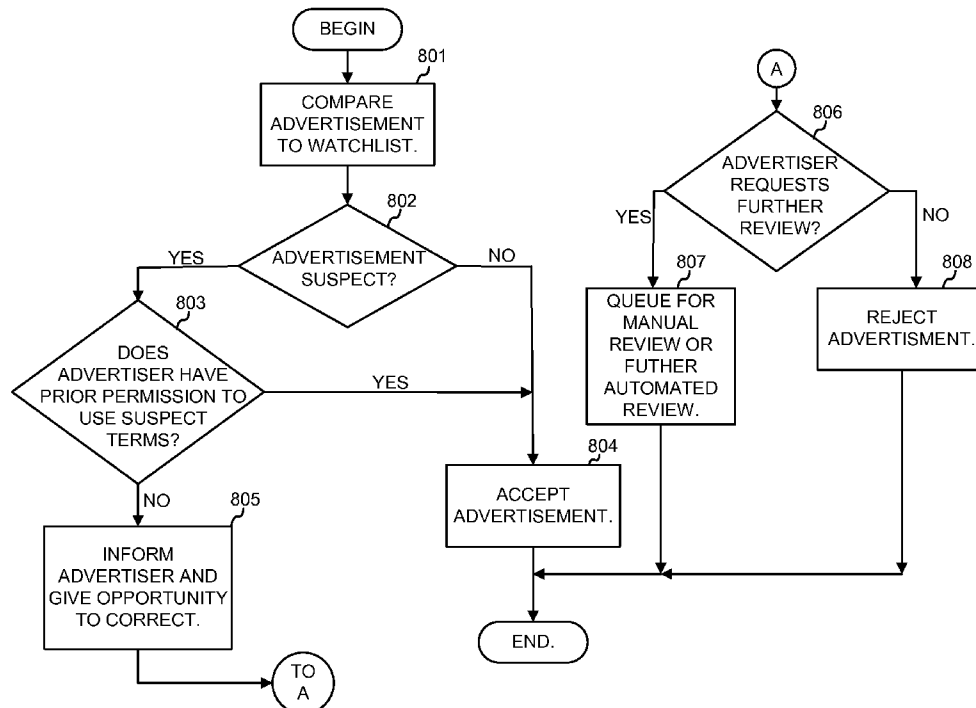 BEGIN
801
COMPARE
ADVERTISEMENT
TO WATCHLIST.
802
ADVERTISEMENT
SUSPECT?
YES
NO
803
DOES
ADVERTISER HAVE
PRIOR PERMISSION TO
USE SUSPECT
TERMS?
YES
NO
804
ACCEPT
ADVERTISEMENT.
805
INFORM
ADVERTISER AND
GIVE OPPORTUNITY
TO CORRECT.
TO
A
END.
A
806
ADVERTISER
REQUESTS
FURTHER
REVIEW?
YES
NO
807
QUEUE FOR
MANUAL
REVIEW OR
FUTHER
AUTOMATED
REVIEW.
808
REJECT
ADVERTISMENT.